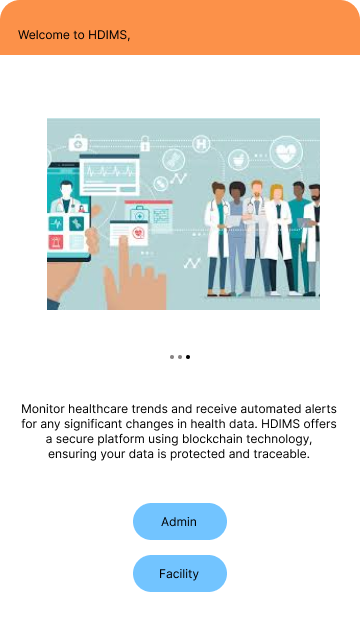 Welcome to HDIMS,
H
Monitor healthcare trends and receive automated alerts
for any significant changes in health data. HDIMS offers
a secure platform using blockchain technology,
ensuring your data is protected and traceable.
Admin
Facility